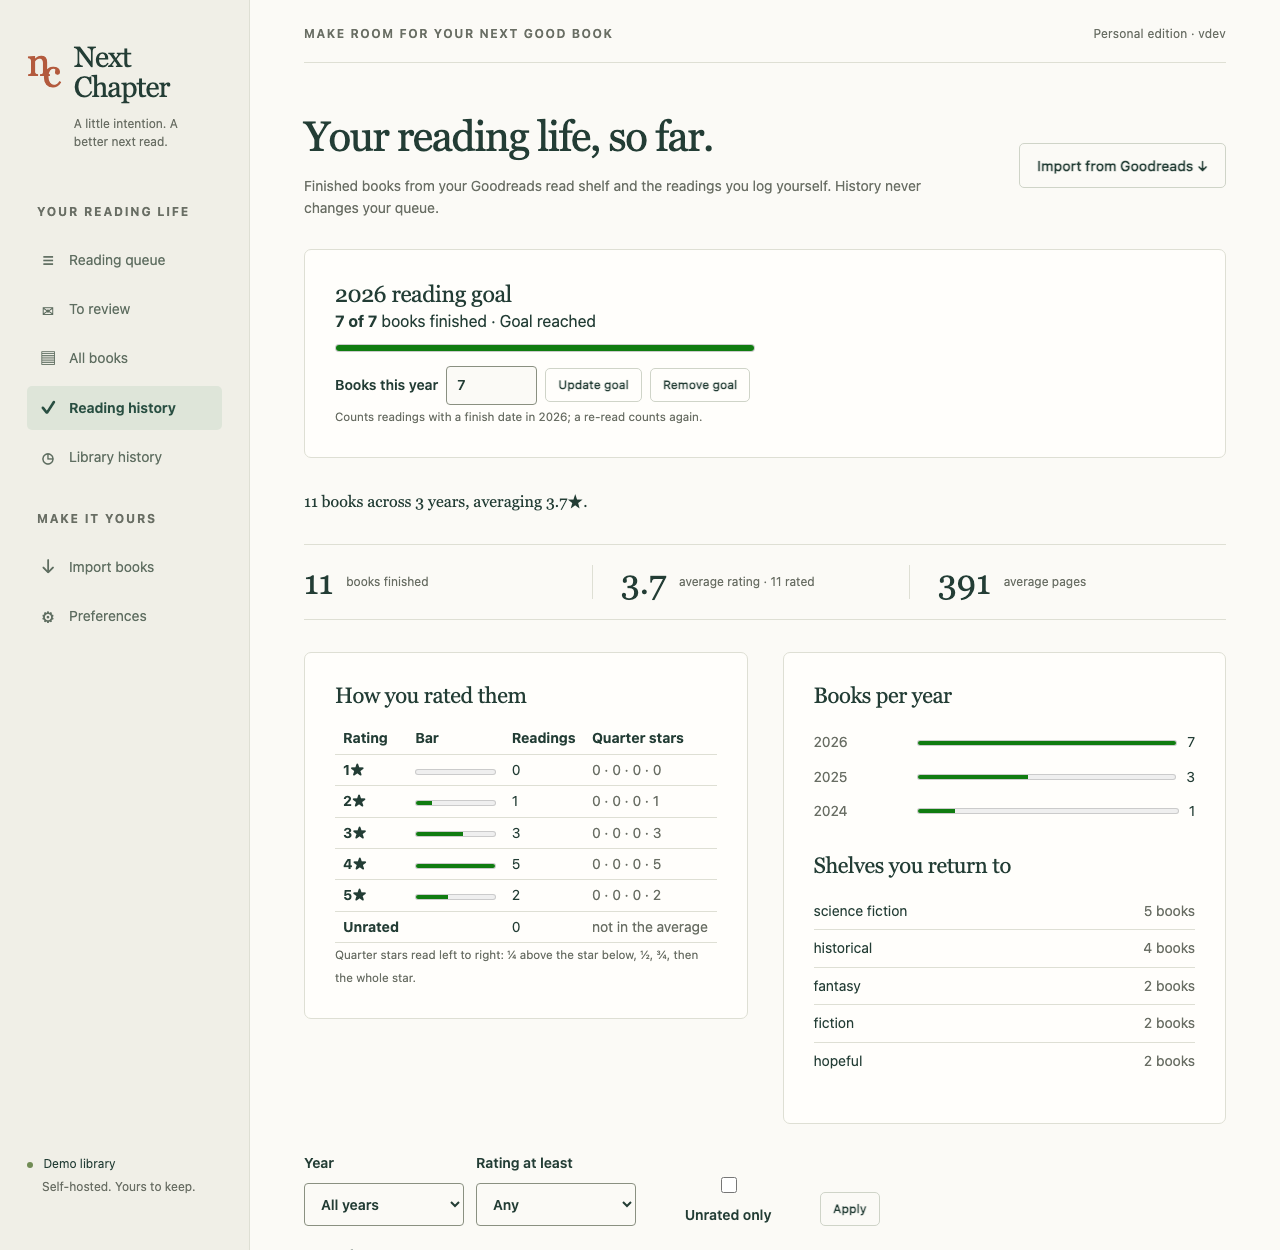 nc
Next
Chapter
A little intention. A
better next read.
YOUR READING LIFE
Reading queue
To review
All books
Reading history
Library history
MAKE IT YOURS
Import books
Preferences
Demo library
Self-hosted. Yours to keep.
MAKE ROOM FOR YOUR NEXT GOOD BOOK
Personal edition · vdev
Your reading life, so far.
Finished books from your Goodreads read shelf and the readings you log yourself. History never
changes your queue.
Import from Goodreads ↓
2026 reading goal
7 of 7 books finished · Goal reached
Books this year 7 Update goal Remove goal
Counts readings with a finish date in 2026; a re-read counts again.
11 books across 3 years, averaging 3.7★.
11 books finished 3.7 average rating · 11 rated 391 average pages
How you rated them
Rating Bar Readings Quarter stars
1★ 0 0 · 0 · 0 · 0
2★ 1 0 · 0 · 0 · 1
3★ 3 0 · 0 · 0 · 3
4★ 5 0 · 0 · 0 · 5
5★ 2 0 · 0 · 0 · 2
Unrated 0 not in the average
Quarter stars read left to right: ¼ above the star below, ½, ¾, then
the whole star.
Books per year
2026 7
2025 3
2024 1
Shelves you return to
science fiction 5 books
historical 4 books
fantasy 2 books
fiction 2 books
hopeful 2 books
Year Rating at least
All years Any Unrated only Apply